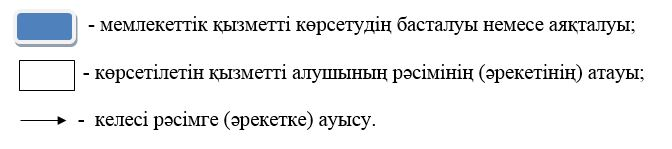 - мемлекеттік қызметті көрсетудің басталуы немесе аяқталуы;
- көрсетілетін қызметті алушының рәсімінің (әрекетінің) атауы;
- келесі рәсімге (әрекетке) ауысу.